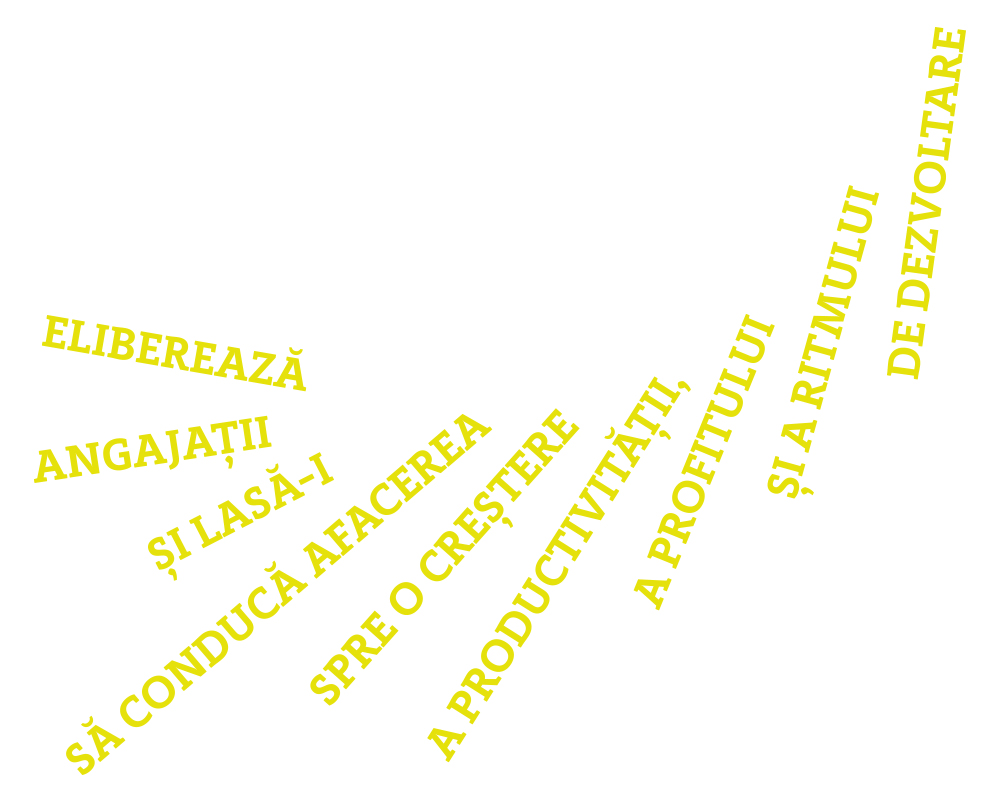 ELIBEREAZĂ
ANGAJAȚII
ȘI LASĂ-I
SĂ CONDUCĂ AFACEREA
SPRE O CREȘTERE
A PRODUCTIVITĂȚII,
A PROFITULUI
ȘI A RITMULUI
DE DEZVOLTARE